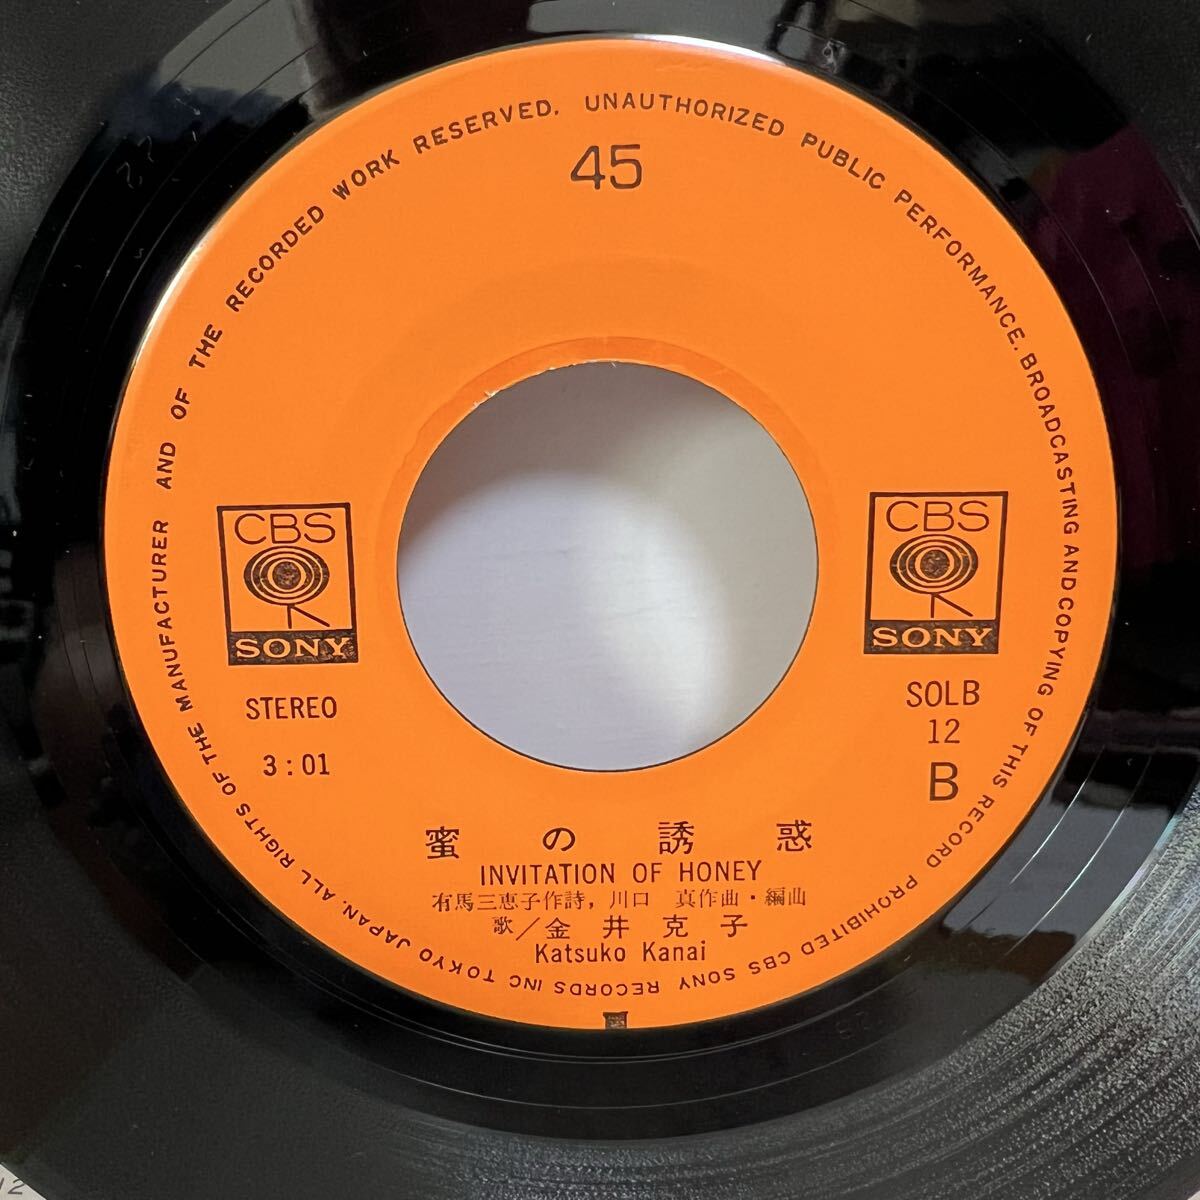 ALL RIGHTS OF THE MANUFACTURER AND OF THE RECORDED WORK RESERVED. UNAUTHORIZED PUBLIC PERFORMANCE. BROADCASTING AND COPYING OF THIS RECORD PROHIBITED CBS SONY RECORDS INC TOKYO JAPAN.
45
CBS
SONY
CBS
SONY
STEREO
3:01
SOLB
12
B
蜜の誘惑
INVITATION OF HONEY
有馬三恵子作詩,川口 真作曲・編曲
歌/金井克子
Katsuko Kanai